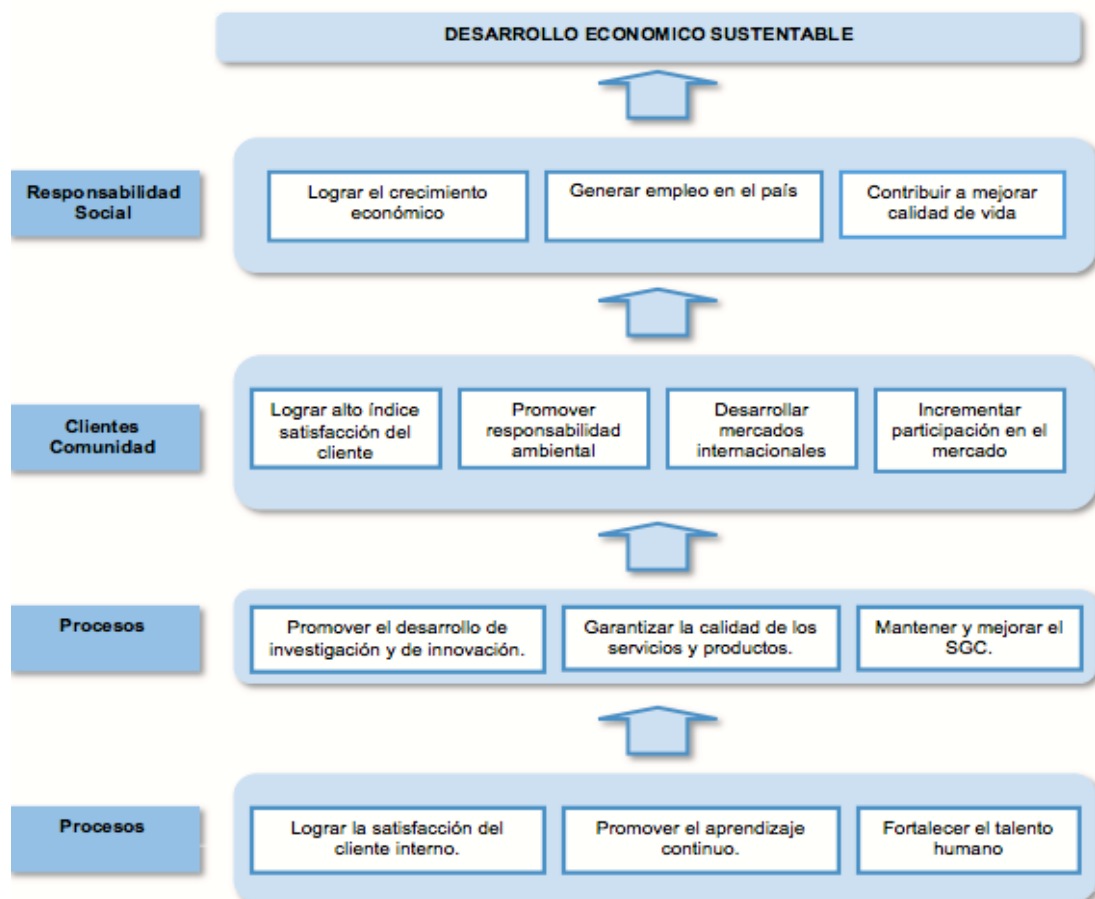 DESARROLLO ECONOMICO SUSTENTABLE
Responsabilidad
Social
Lograr el crecimiento
económico
Generar empleo en el país
Contribuir a mejorar
calidad de vida
Clientes
Comunidad
Lograr alto índice
satisfacción del
cliente
Promover
responsabilidad
ambiental
Desarrollar
mercados
internacionales
Incrementar
participación en el
mercado
Procesos
Promover el desarrollo de
investigación y de innovación.
Garantizar la calidad de los
servicios y productos.
Mantener y mejorar el
SGC.
Procesos
Lograr la satisfacción del
cliente interno.
Promover el aprendizaje
continuo.
Fortalecer el talento
humano